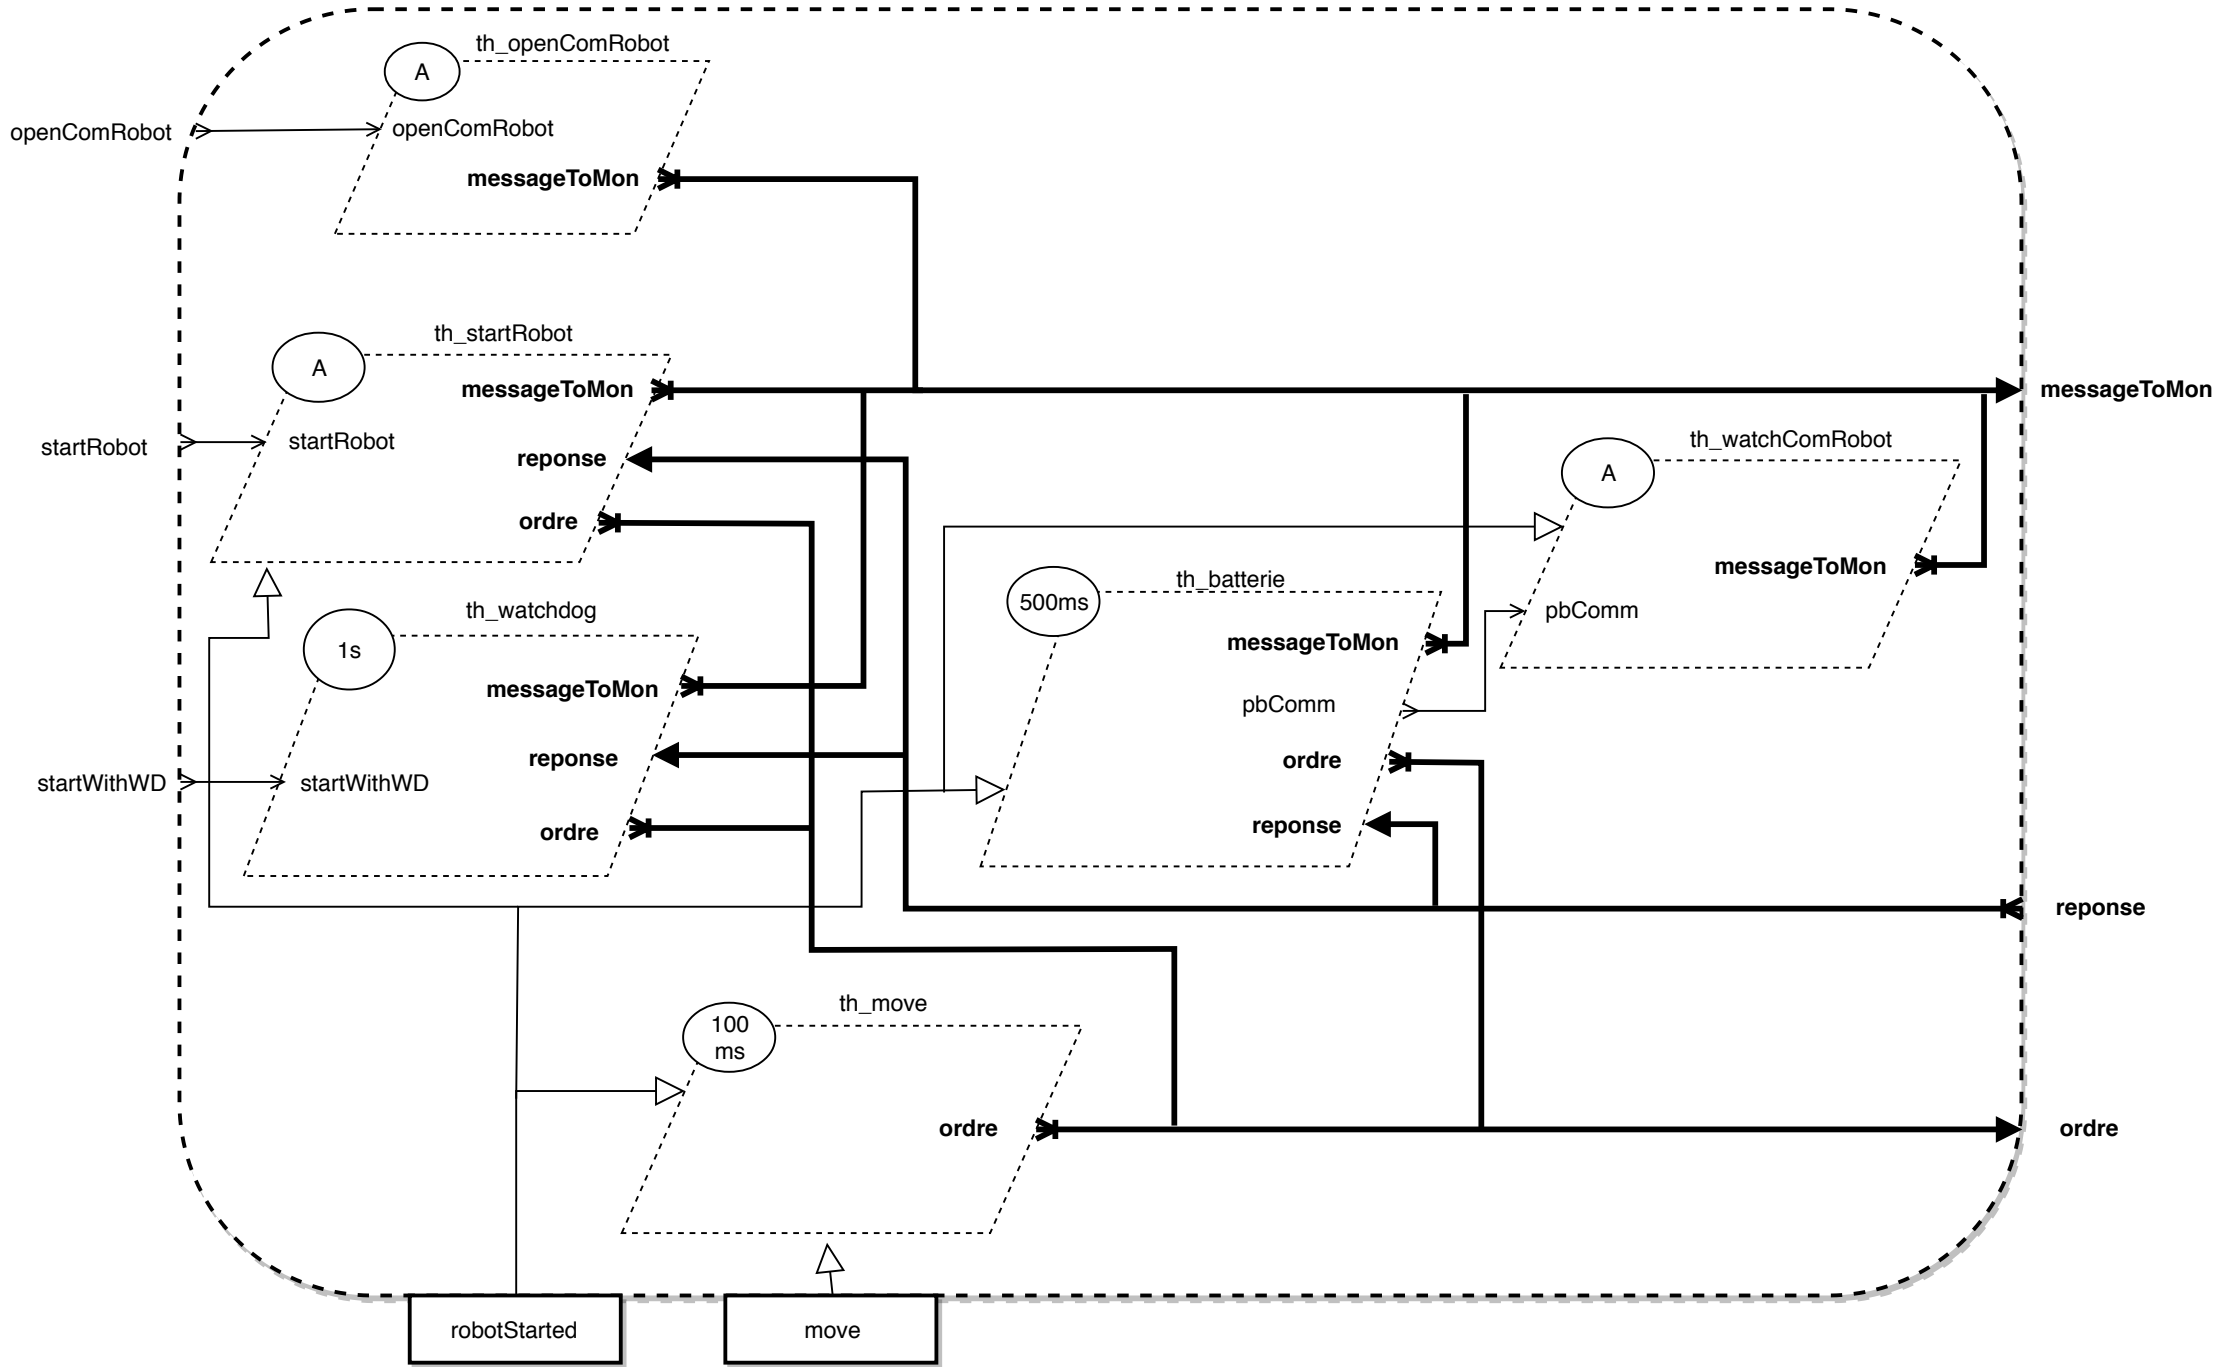 th_openComRobot
A
openComRobot
openComRobot
messageToMon
th_startRobot
A
messageToMon
messageToMon
startRobot
startRobot
reponse
ordre
th_watchComRobot
A
messageToMon
pbComm
th_watchdog
1s
messageToMon
reponse
startWithWD
startWithWD
ordre
th_batterie
500ms
messageToMon
pbComm
ordre
reponse
reponse
th_move
100
ms
ordre
ordre
robotStarted
move